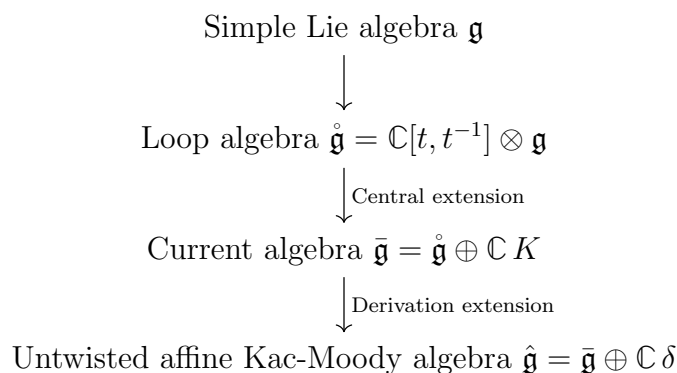 Simple Lie algebra 𝔤
Loop algebra 𝔤̊ = ℂ[t, t⁻¹] ⊗ 𝔤
Central extension
Current algebra 𝔤̄ = 𝔤̊ ⊕ ℂ K
Derivation extension
Untwisted affine Kac-Moody algebra 𝔤̂ = 𝔤̄ ⊕ ℂ δ